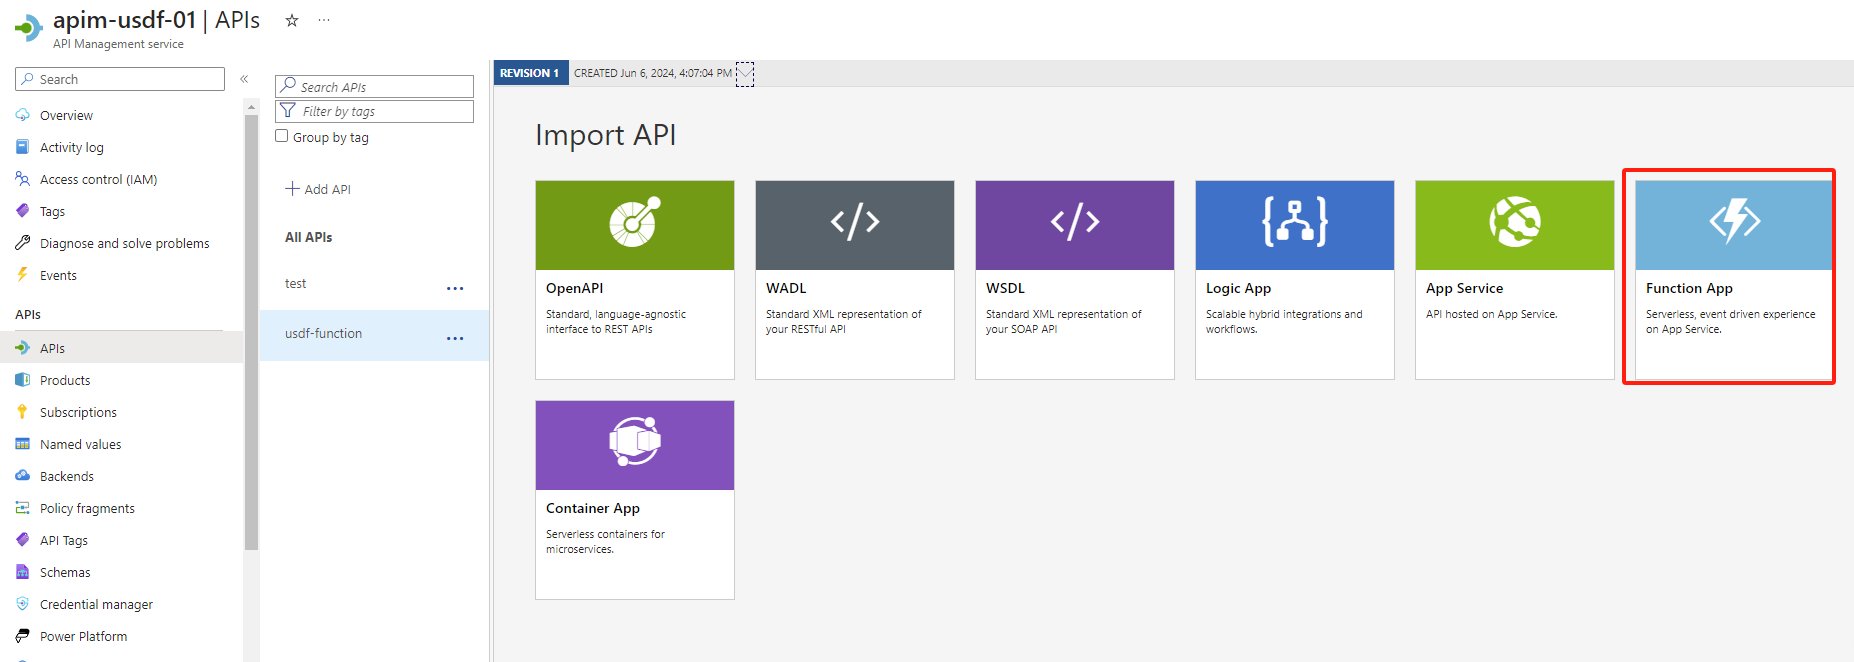 apim-usdf-01 | APIs
API Management service
Search
Overview
Activity log
Access control (IAM)
Tags
Diagnose and solve problems
Events
APIs
APIs
Products
Subscriptions
Named values
Backends
Policy fragments
API Tags
Schemas
Credential manager
Power Platform
Search APIs
Filter by tags
Group by tag
Add API
All APIs
test
usdf-function
REVISION 1
CREATED Jun 6, 2024, 4:07:04 PM
Import API
OpenAPI
Standard, language-agnostic
interface to REST APIs
WADL
Standard XML representation of
your RESTful API
WSDL
Standard XML representation of
your SOAP API
Logic App
Scalable hybrid integrations and
workflows.
App Service
API hosted on App Service.
Function App
Serverless, event driven experience
on App Service.
Container App
Serverless containers for
microservices.